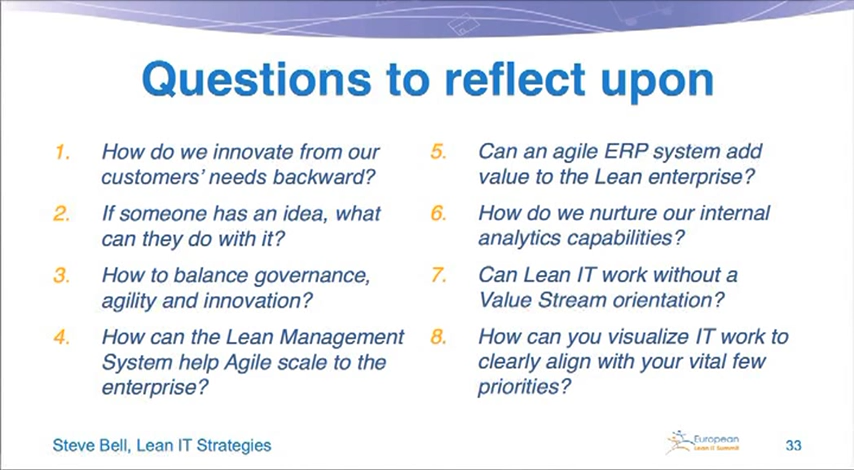 Questions to reflect upon
1. How do we innovate from our
customers' needs backward?
2. If someone has an idea, what
can they do with it?
3. How to balance governance,
agility and innovation?
4. How can the Lean Management
System help Agile scale to the
enterprise?
5. Can an agile ERP system add
value to the Lean enterprise?
6. How do we nurture our internal
analytics capabilities?
7. Can Lean IT work without a
Value Stream orientation?
8. How can you visualize IT work to
clearly align with your vital few
priorities?
Steve Bell, Lean IT Strategies
European
Lean IT Summit
33